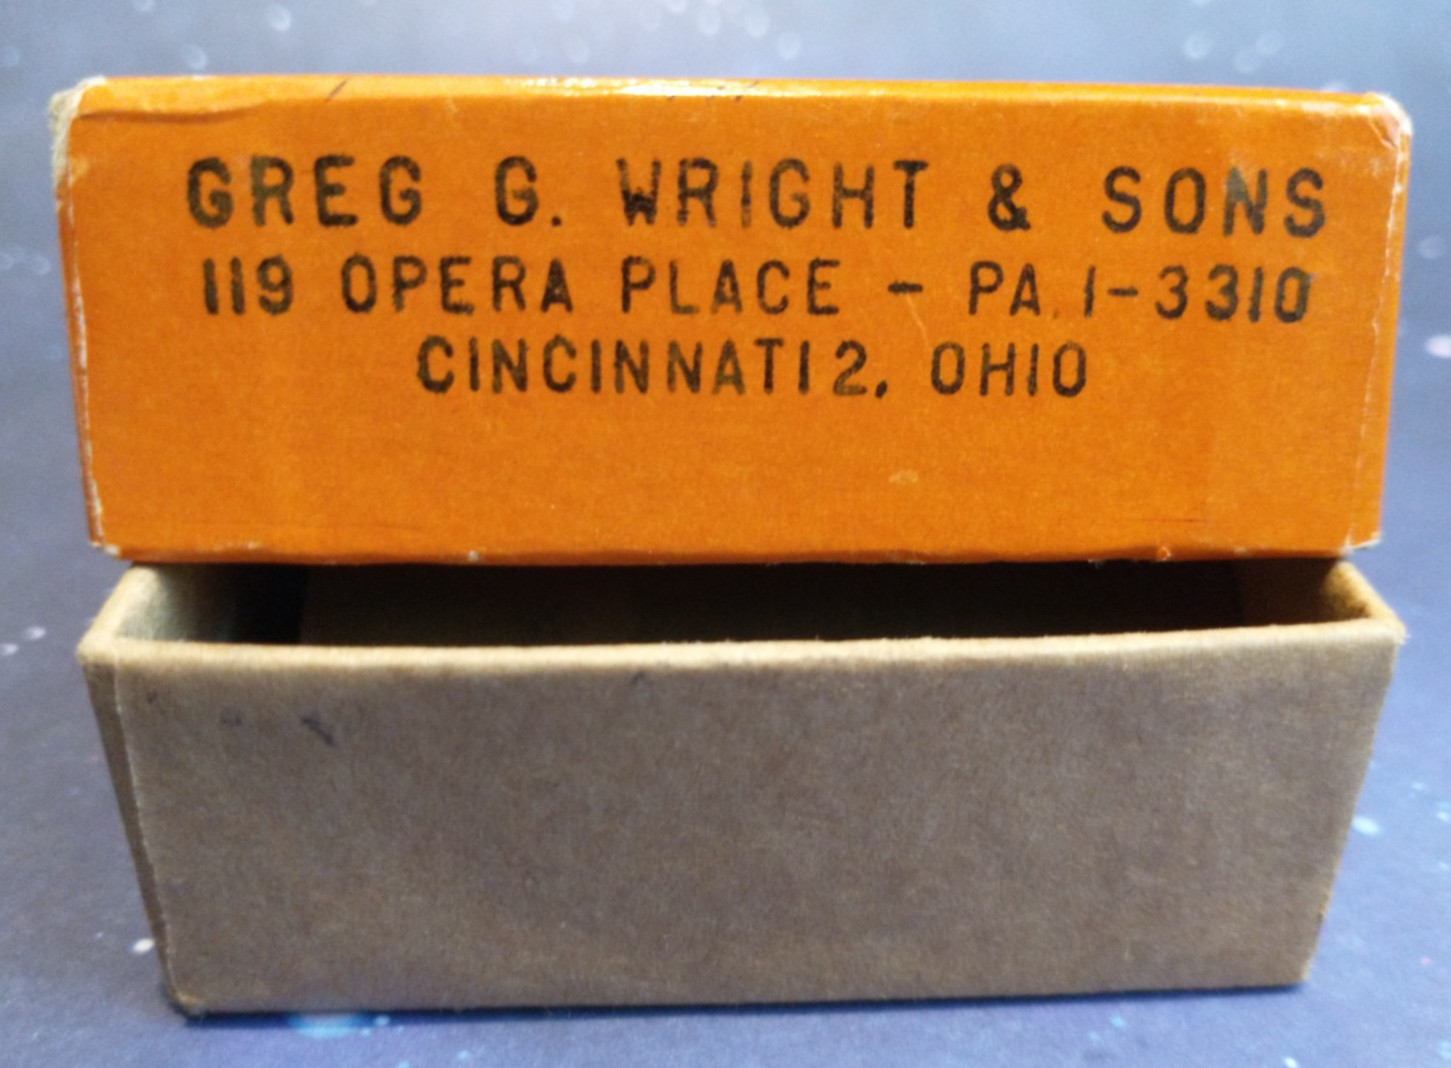 GREG G. WRIGHT & SONS
119 OPERA PLACE - PA. 1-3310
CINCINNATI 2, OHIO